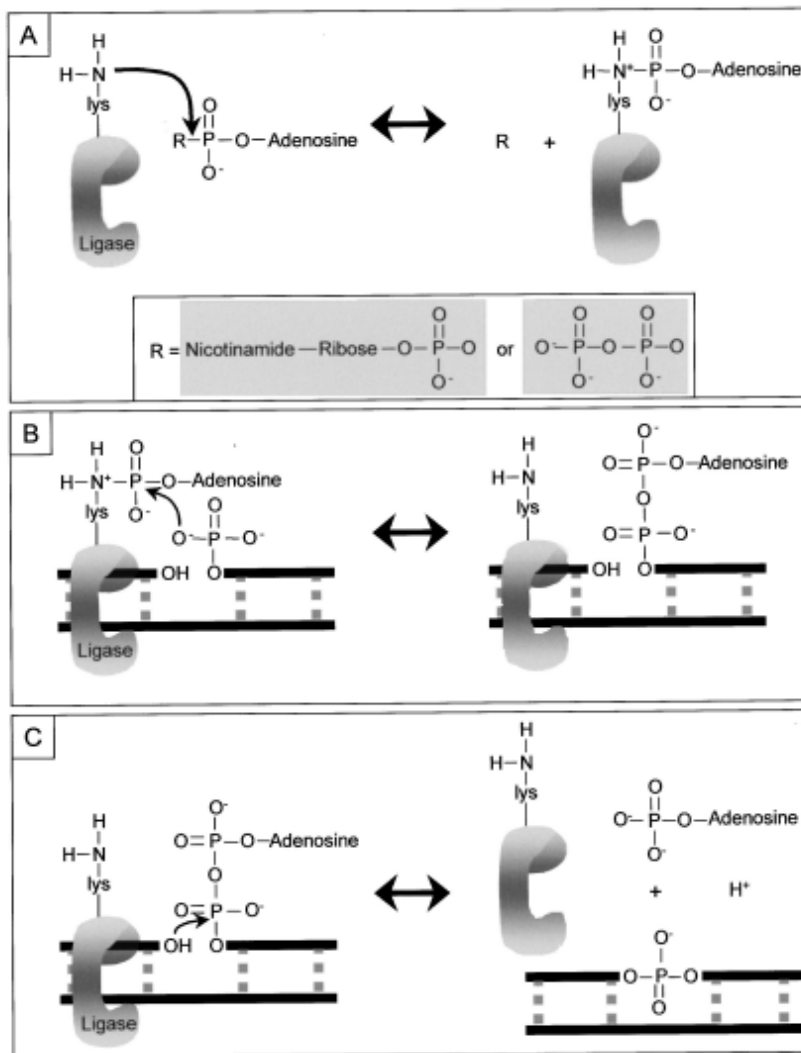 A
H
H–N
lys
O
R–P–O–Adenosine
O-
Ligase
R +
H O
H–N+–P–O–Adenosine
lys O-
R = Nicotinamide—Ribose—O–P–O or O-–P–O–P–O
O O O
O- O- O-
B
H O
H–N+–P–O–Adenosine
lys O-
O
O-–P–O-
OH O
Ligase
H
H–N
lys
O-
O=P–O–Adenosine
O
O=P–O-
OH O
C
H
H–N
lys
O-
O=P–O–Adenosine
O
O=P–O-
OH O
Ligase
H
H–N
lys
O
O-–P–O–Adenosine
O-
+ H+
O-
O–P–O
O